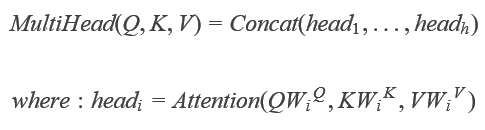 MultiHead(Q, K, V) = Concat(head₁, . . . , headₕ)
where : headᵢ = Attention(QWᵢ^Q, KWᵢ^K, VWᵢ^V)